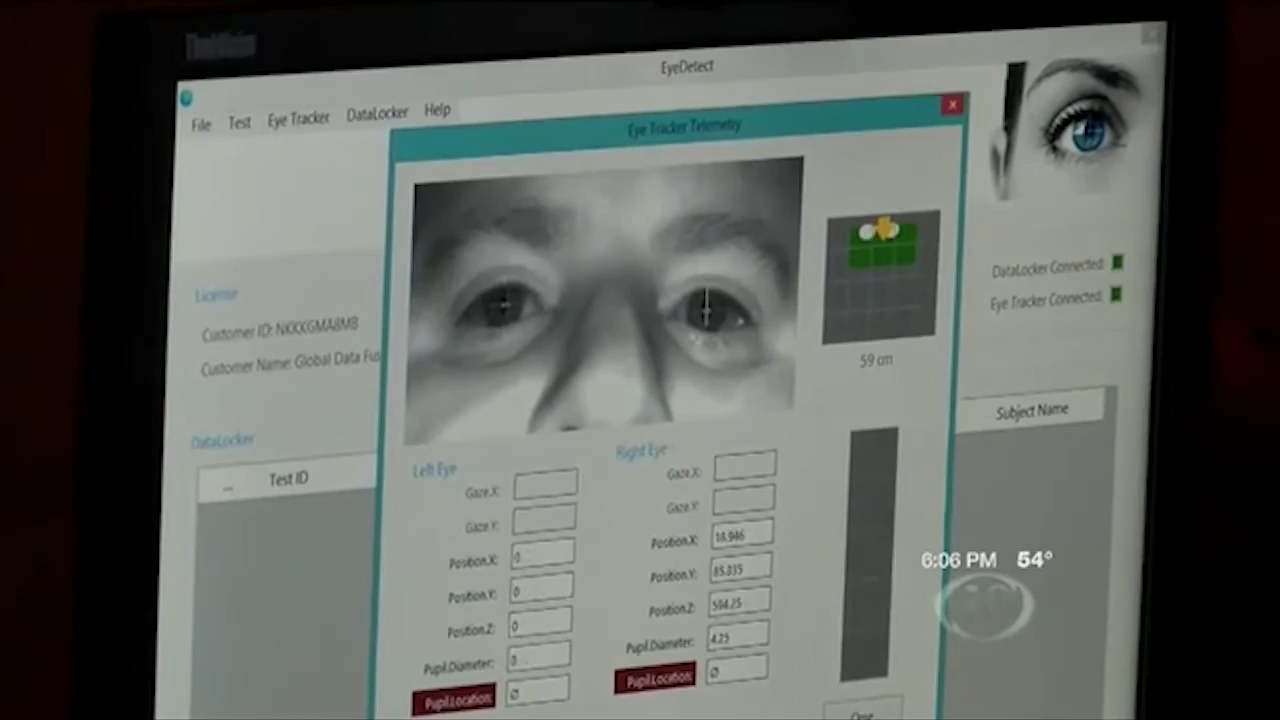 ThinkVision
EyeDetect
File Test Eye Tracker DataLocker Help
Eye Tracker Telemetry
x
DataLocker Connected:
Eye Tracker Connected:
License
Customer ID: NKXXGMA8MB
Customer Name: Global Data Fus
59 cm
Subject Name
DataLocker
... Test ID
Left Eye
Gaze.X:
Gaze.Y:
Position.X: 0
Position.Y: 0
Position.Z: 0
Pupil.Diameter: 0
Pupil.Location: ∅
Right Eye
Gaze.X:
Gaze.Y:
Position.X: 18.946
Position.Y: 85.035
Position.Z: 594.25
Pupil.Diameter: 4.25
Pupil.Location: ∅
6:06 PM 54°